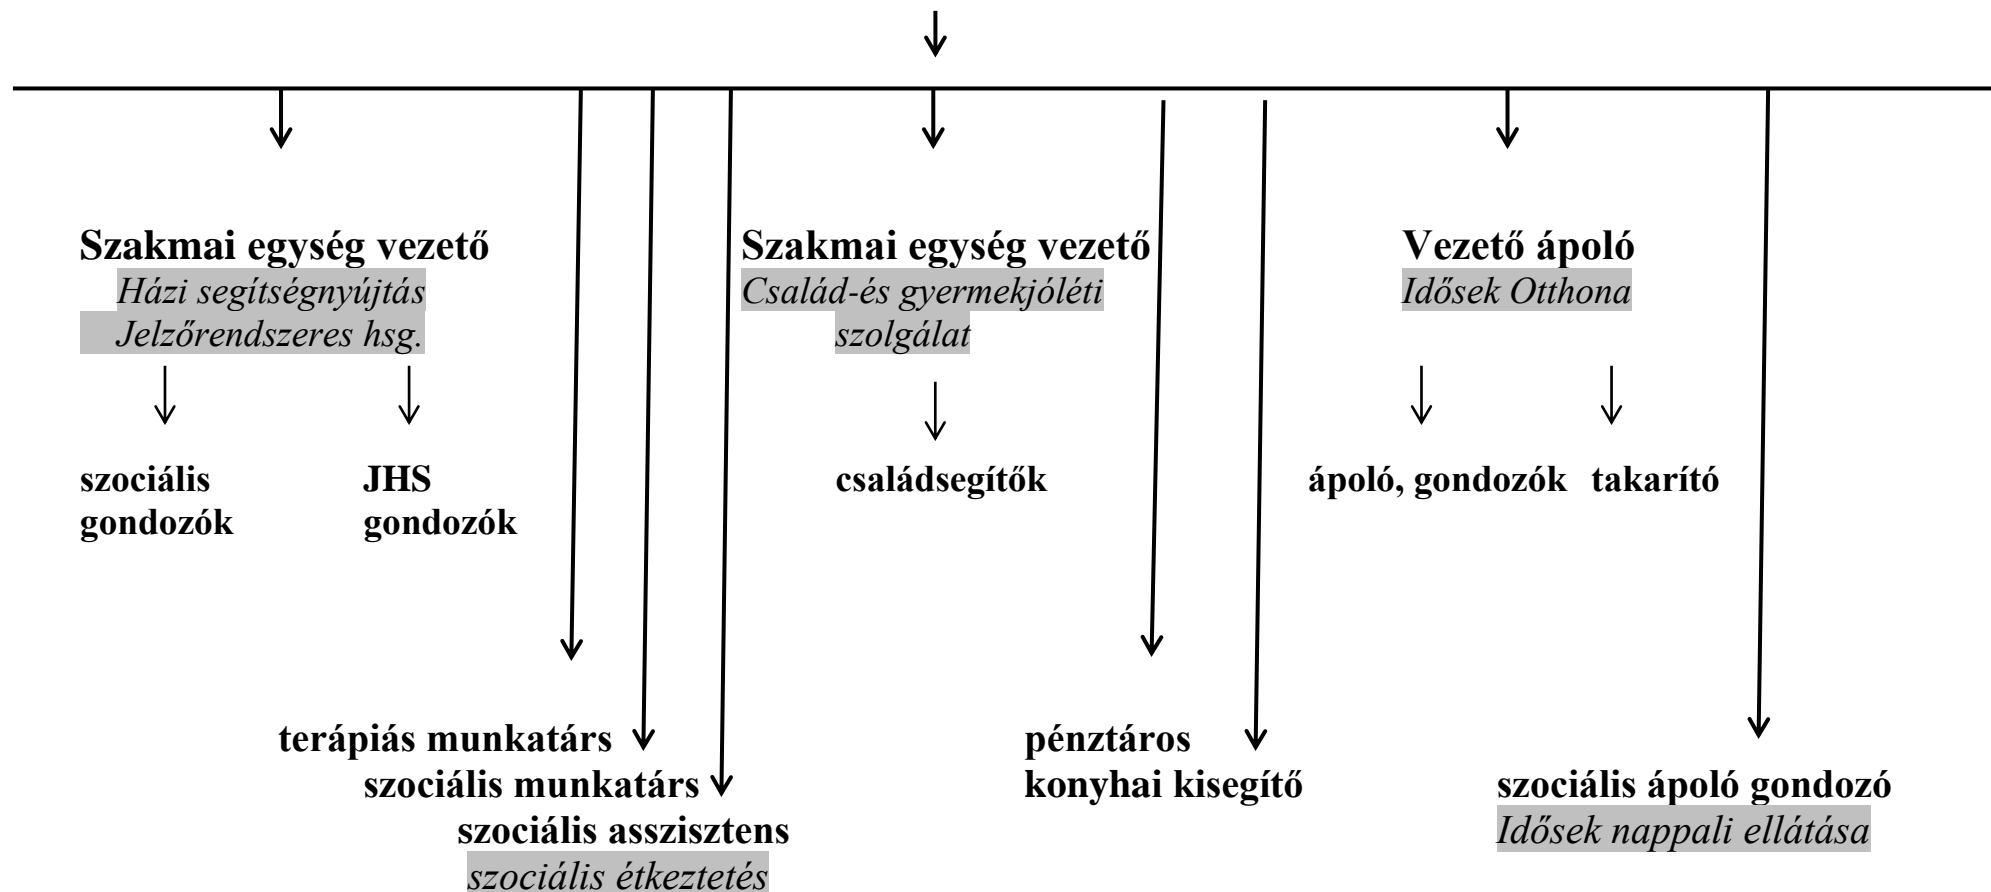 Szakmai egység vezető
Házi segítségnyújtás
Jelzőrendszeres hsg.
szociális
gondozók
JHS
gondozók
Szakmai egység vezető
Család-és gyermekjóléti
szolgálat
családsegítők
Vezető ápoló
Idősek Otthona
ápoló, gondozók
takarító
terápiás munkatárs
szociális munkatárs
szociális asszisztens
szociális étkeztetés
pénztáros
konyhai kisegítő
szociális ápoló gondozó
Idősek nappali ellátása